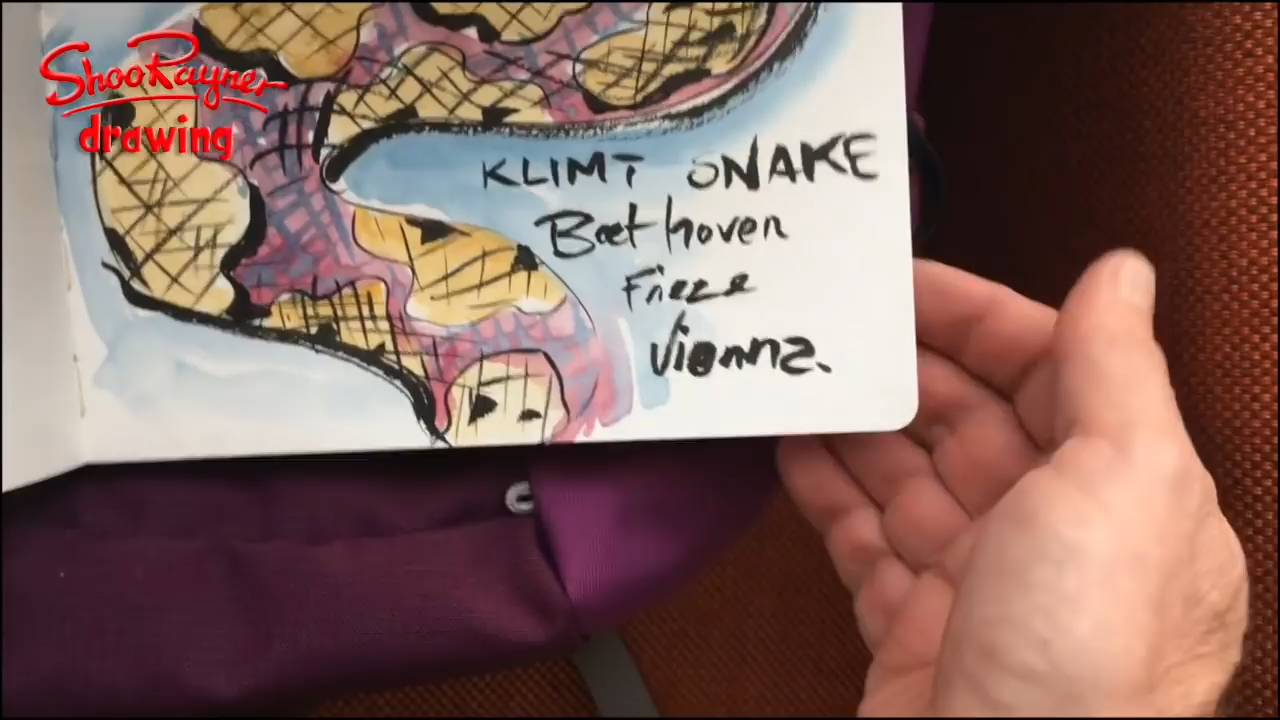 ShooRayner
drawing
KLIMT SNAKE
Beethoven
Frieze
Vienna.